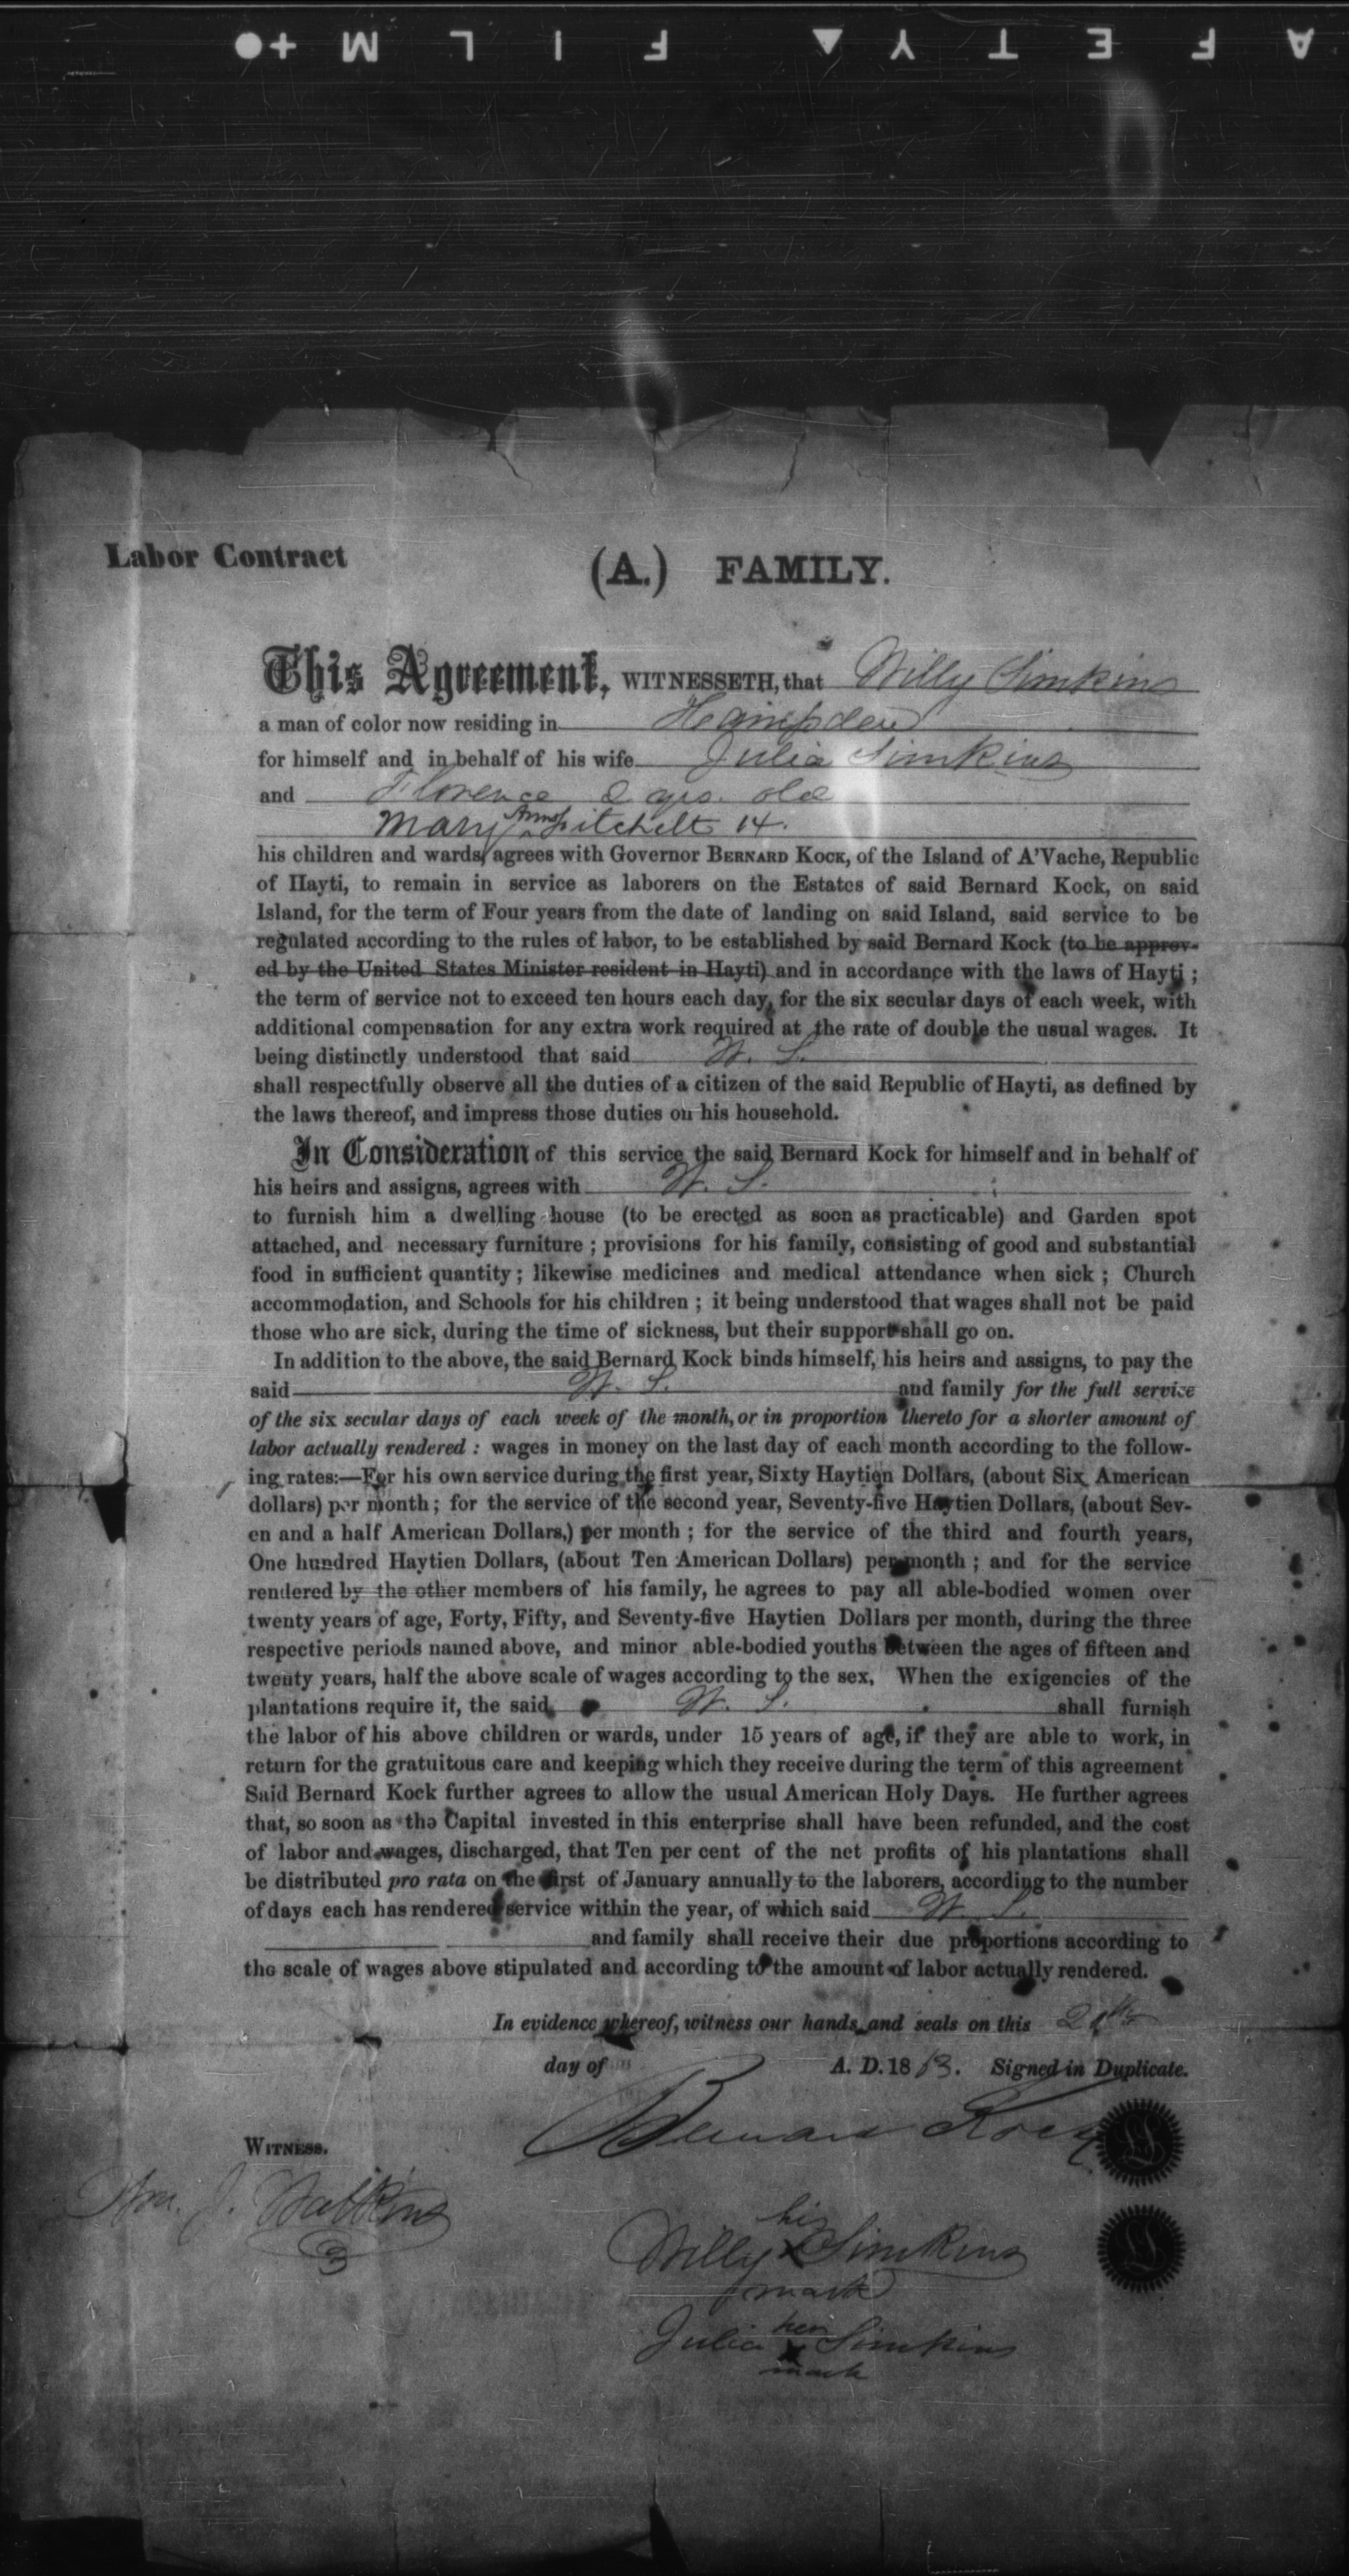 SAFETY FILM
Labor Contract
(A.) FAMILY.
This Agreement, WITNESSETH, that Willy Simkins
a man of color now residing in Hampden
for himself and in behalf of his wife Julia Simkins
and Florence 2 yrs. old
Mary Ann Pitchett 14.
his children and wards, agrees with Governor BERNARD KOCK, of the Island of A'Vache, Republic
of Hayti, to remain in service as laborers on the Estates of said Bernard Kock, on said
Island, for the term of Four years from the date of landing on said Island, said service to be
regulated according to the rules of labor, to be established by said Bernard Kock (to be approv-
ed by the United States Minister resident in Hayti) and in accordance with the laws of Hayti ;
the term of service not to exceed ten hours each day, for the six secular days of each week, with
additional compensation for any extra work required at the rate of double the usual wages. It
being distinctly understood that said W. S.
shall respectfully observe all the duties of a citizen of the said Republic of Hayti, as defined by
the laws thereof, and impress those duties on his household.
In Consideration of this service the said Bernard Kock for himself and in behalf of
his heirs and assigns, agrees with W. S.
to furnish him a dwelling house (to be erected as soon as practicable) and Garden spot
attached, and necessary furniture ; provisions for his family, consisting of good and substantial
food in sufficient quantity ; likewise medicines and medical attendance when sick ; Church
accommodation, and Schools for his children ; it being understood that wages shall not be paid
those who are sick, during the time of sickness, but their support shall go on.
In addition to the above, the said Bernard Kock binds himself, his heirs and assigns, to pay the
said W. S. and family for the full service
of the six secular days of each week of the month, or in proportion thereto for a shorter amount of
labor actually rendered : wages in money on the last day of each month according to the follow-
ing rates:—For his own service during the first year, Sixty Haytien Dollars, (about Six American
dollars) per month ; for the service of the second year, Seventy-five Haytien Dollars, (about Sev-
en and a half American Dollars,) per month ; for the service of the third and fourth years,
One hundred Haytien Dollars, (about Ten American Dollars) per month ; and for the service
rendered by the other members of his family, he agrees to pay all able-bodied women over
twenty years of age, Forty, Fifty, and Seventy-five Haytien Dollars per month, during the three
respective periods named above, and minor able-bodied youths between the ages of fifteen and
twenty years, half the above scale of wages according to the sex. When the exigencies of the
plantations require it, the said W. S. shall furnish
the labor of his above children or wards, under 15 years of age, if they are able to work, in
return for the gratuitous care and keeping which they receive during the term of this agreement
Said Bernard Kock further agrees to allow the usual American Holy Days. He further agrees
that, so soon as the Capital invested in this enterprise shall have been refunded, and the cost
of labor and wages, discharged, that Ten per cent of the net profits of his plantations shall
be distributed pro rata on the first of January annually to the laborers, according to the number
of days each has rendered service within the year, of which said W. S.
and family shall receive their due proportions according to
the scale of wages above stipulated and according to the amount of labor actually rendered.
In evidence whereof, witness our hands and seals on this
day of A. D. 1863. Signed in Duplicate.
Bernard Kock
WITNESS.
Wm. J. Watkins
his
Willy x Simkins
mark
her
Julia x Simkins
mark